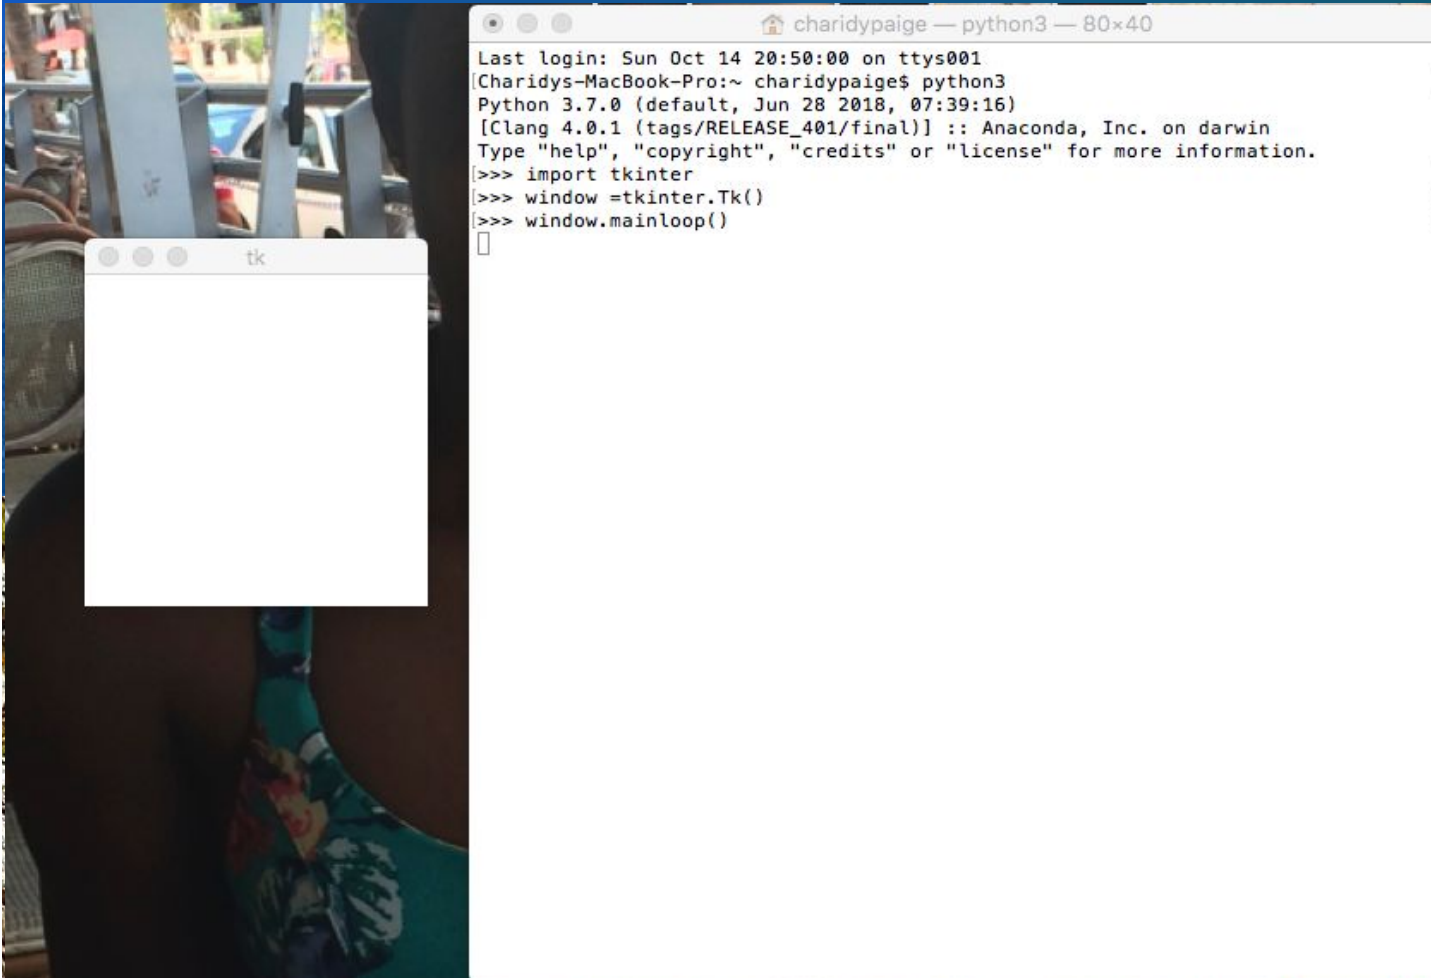 charidypaige — python3 — 80×40
Last login: Sun Oct 14 20:50:00 on ttys001
[Charidys-MacBook-Pro:~ charidypaige$ python3
Python 3.7.0 (default, Jun 28 2018, 07:39:16)
[Clang 4.0.1 (tags/RELEASE_401/final)] :: Anaconda, Inc. on darwin
Type "help", "copyright", "credits" or "license" for more information.
[>>> import tkinter
[>>> window =tkinter.Tk()
[>>> window.mainloop()
tk